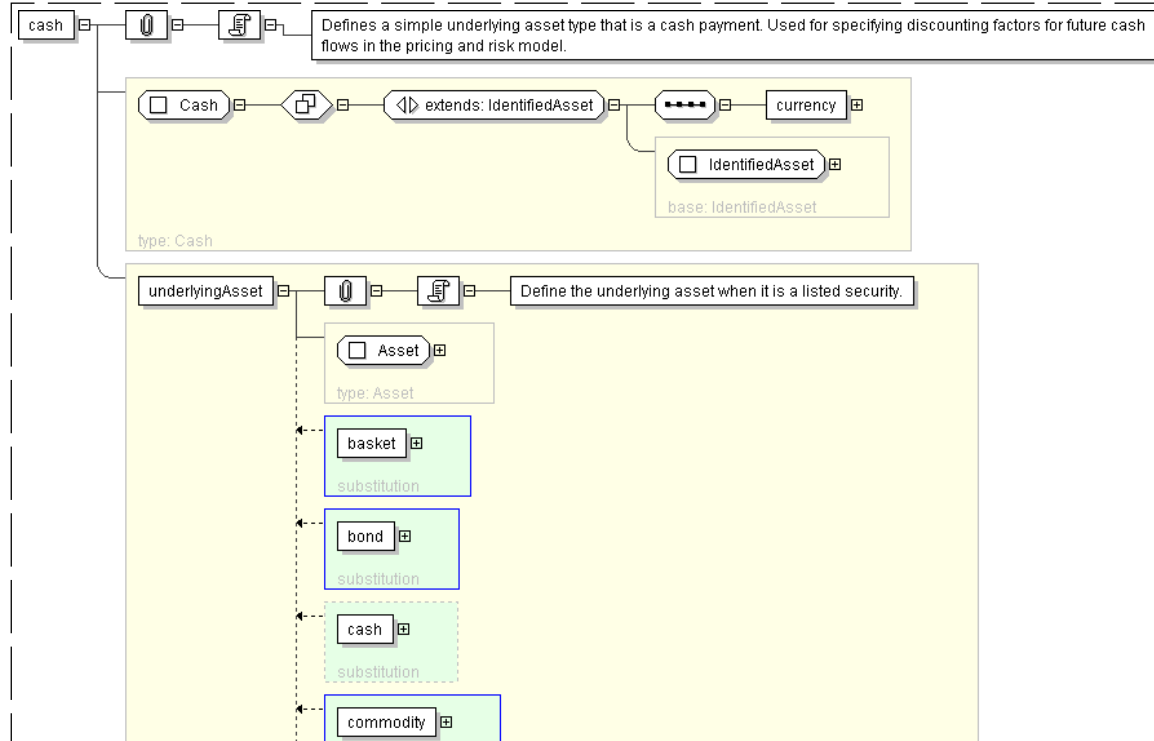 cash
Defines a simple underlying asset type that is a cash payment. Used for specifying discounting factors for future cash
flows in the pricing and risk model.
Cash
extends: IdentifiedAsset
currency
IdentifiedAsset
base: IdentifiedAsset
type: Cash
underlyingAsset
Define the underlying asset when it is a listed security.
Asset
type: Asset
basket
substitution
bond
substitution
cash
substitution
commodity